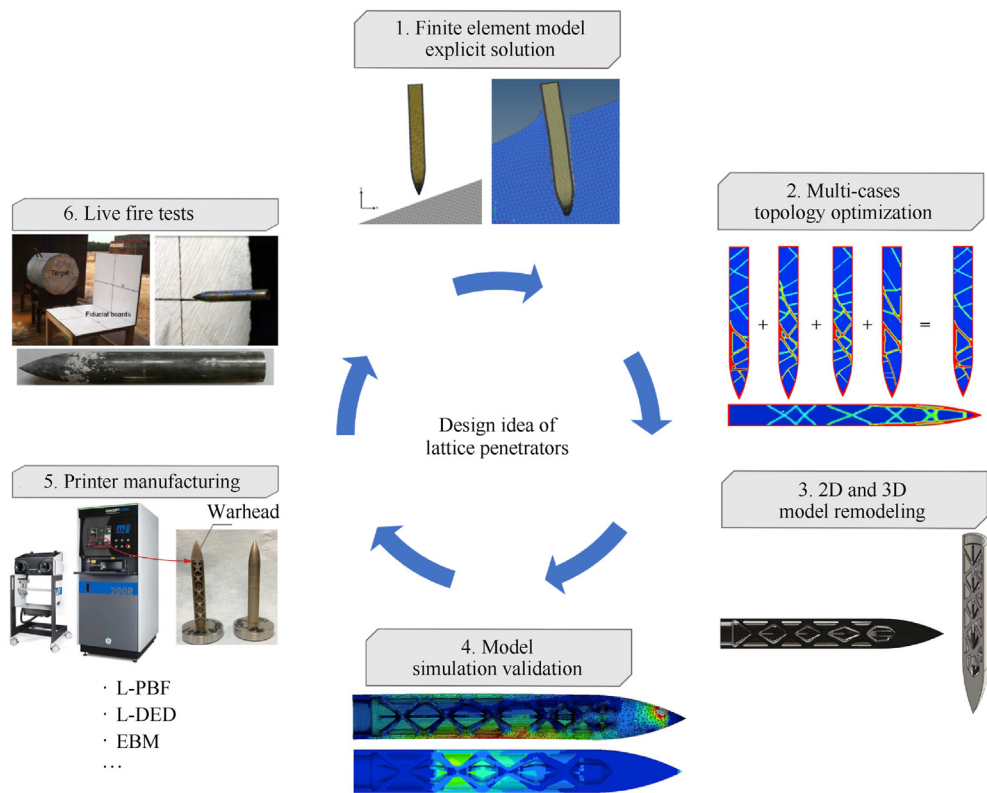 1. Finite element model
explicit solution
2. Multi-cases
topology optimization
+
+
+
=
3. 2D and 3D
model remodeling
4. Model
simulation validation
5. Printer manufacturing
Warhead
200R
· L-PBF
· L-DED
· EBM
...
6. Live fire tests
Target
Fiducial boards
Design idea of
lattice penetrators